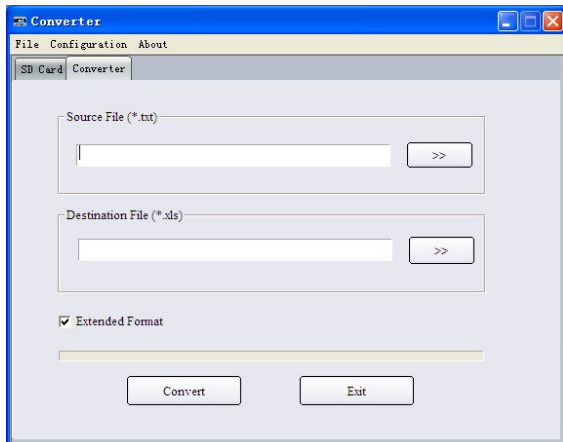 Converter
File Configuration About
SD Card Converter
Source File (*.txt)
>>
Destination File (*.xls)
>>
Extended Format
Convert Exit